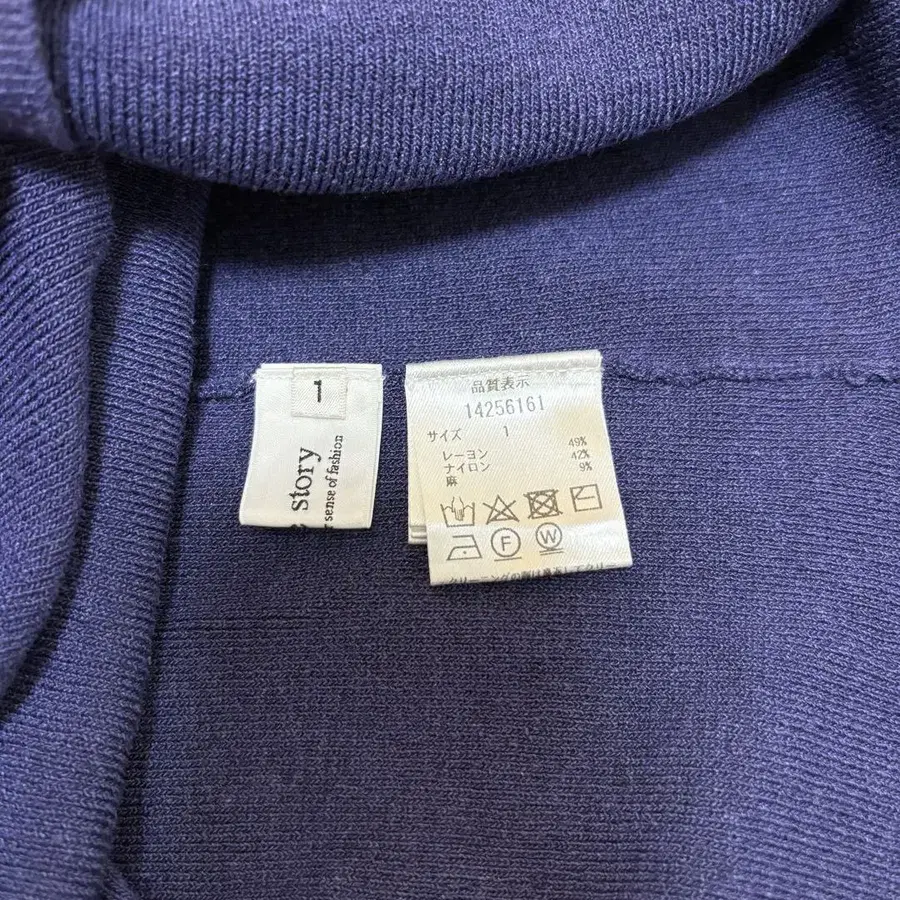 1
story
sense of fashion
品質表示
14256161
サイズ 1
レーヨン 49%
ナイロン 42%
麻 9%
F
W